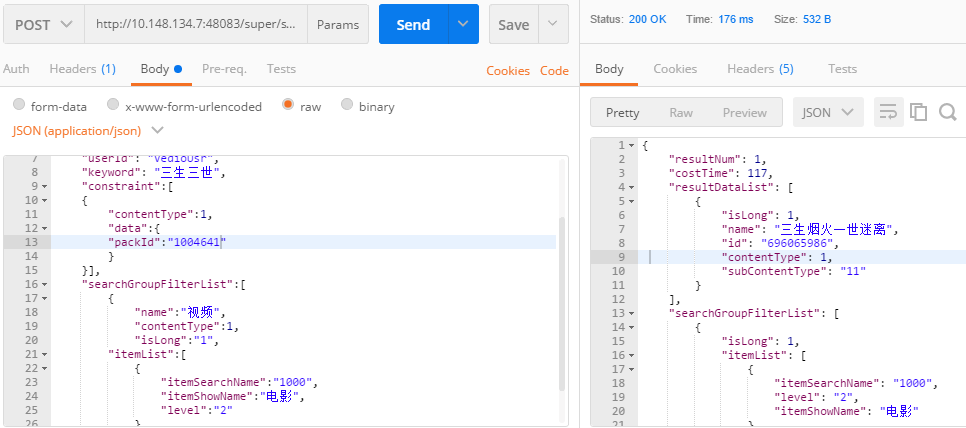 POST http://10.148.134.7:48083/super/s... Params Send Save
Auth Headers (1) Body Pre-req. Tests Cookies Code
form-data x-www-form-urlencoded raw binary
JSON (application/json)
7 "userId": "VedioUsr",
8 "keyword": "三生三世",
9 "constraint":[
10 {
11 "contentType":1,
12 "data":{
13 "packId":"1004641"
14 }
15 }],
16 "searchGroupFilterList":[
17 {
18 "name":"视频",
19 "contentType":1,
20 "isLong":"1",
21 "itemList":[
22 {
23 "itemSearchName":"1000",
24 "itemShowName":"电影",
25 "level":"2"
26 }
Status: 200 OK Time: 176 ms Size: 532 B
Body Cookies Headers (5) Tests
Pretty Raw Preview JSON
1 {
2 "resultNum": 1,
3 "costTime": 117,
4 "resultDataList": [
5 {
6 "isLong": 1,
7 "name": "三生烟火一世迷离",
8 "id": "696065986",
9 "contentType": 1,
10 "subContentType": "11"
11 }
12 ],
13 "searchGroupFilterList": [
14 {
15 "isLong": 1,
16 "itemList": [
17 {
18 "itemSearchName": "1000",
19 "level": "2",
20 "itemShowName": "电影"
21 }